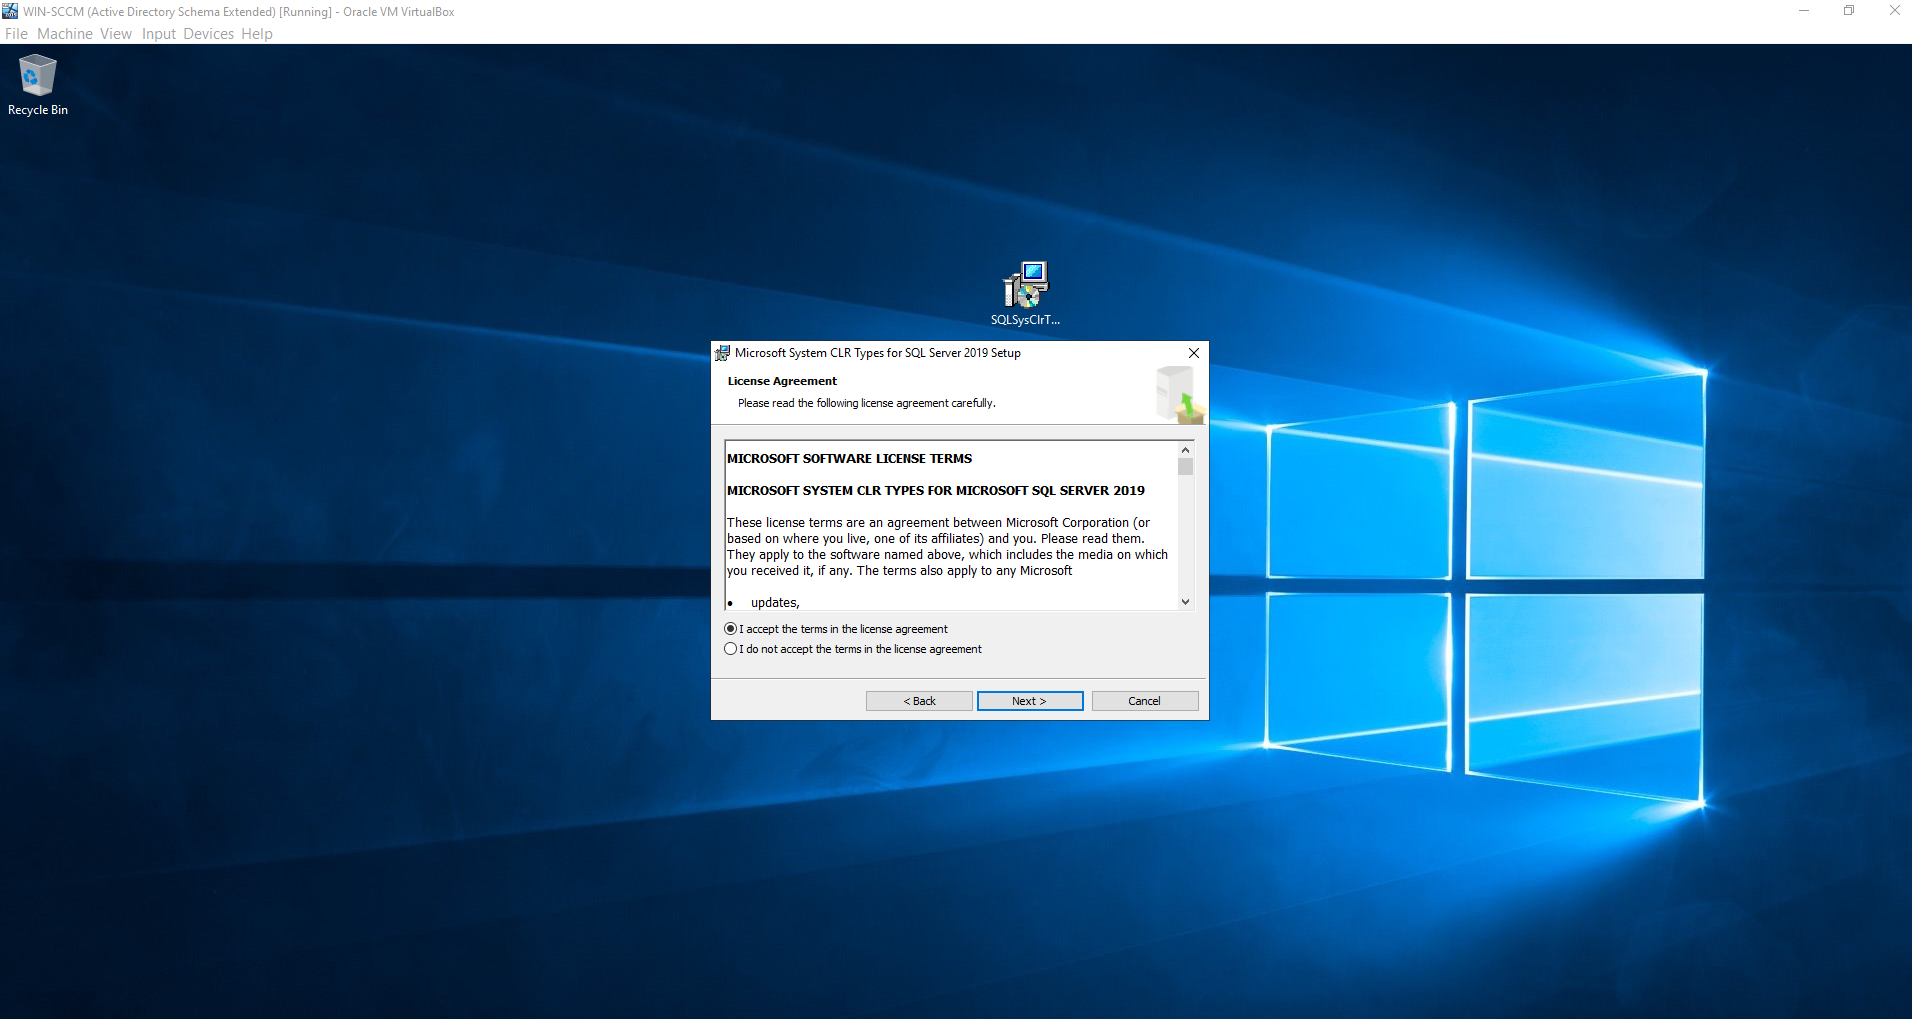 WIN-SCCM (Active Directory Schema Extended) [Running] - Oracle VM VirtualBox
File Machine View Input Devices Help
Recycle Bin
SQLSysClrT...
Microsoft System CLR Types for SQL Server 2019 Setup
License Agreement
Please read the following license agreement carefully.
MICROSOFT SOFTWARE LICENSE TERMS
MICROSOFT SYSTEM CLR TYPES FOR MICROSOFT SQL SERVER 2019
These license terms are an agreement between Microsoft Corporation (or
based on where you live, one of its affiliates) and you. Please read them.
They apply to the software named above, which includes the media on which
you received it, if any. The terms also apply to any Microsoft
• updates,
I accept the terms in the license agreement
I do not accept the terms in the license agreement
< Back Next > Cancel